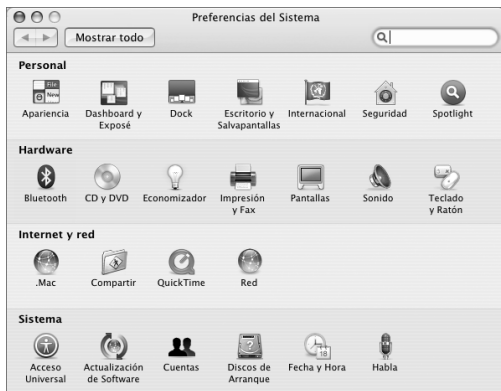 Preferencias del Sistema
Mostrar todo
Personal
Apariencia
Dashboard y Exposé
Dock
Escritorio y Salvapantallas
Internacional
Seguridad
Spotlight
Hardware
Bluetooth
CD y DVD
Economizador
Impresión y Fax
Pantallas
Sonido
Teclado y Ratón
Internet y red
.Mac
Compartir
QuickTime
Red
Sistema
Acceso Universal
Actualización de Software
Cuentas
Discos de Arranque
Fecha y Hora
Habla